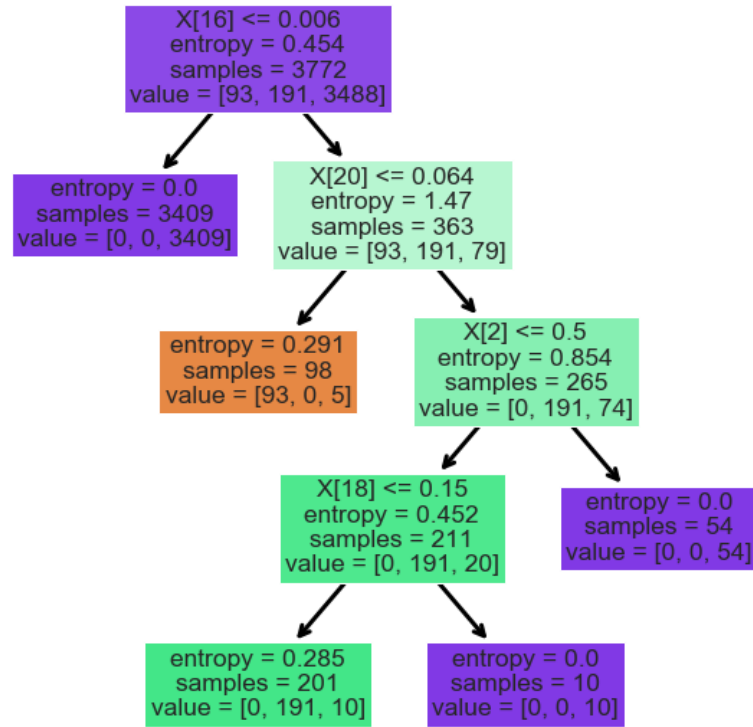 X[16] <= 0.006
entropy = 0.454
samples = 3772
value = [93, 191, 3488]
entropy = 0.0
samples = 3409
value = [0, 0, 3409]
X[20] <= 0.064
entropy = 1.47
samples = 363
value = [93, 191, 79]
entropy = 0.291
samples = 98
value = [93, 0, 5]
X[2] <= 0.5
entropy = 0.854
samples = 265
value = [0, 191, 74]
X[18] <= 0.15
entropy = 0.452
samples = 211
value = [0, 191, 20]
entropy = 0.0
samples = 54
value = [0, 0, 54]
entropy = 0.285
samples = 201
value = [0, 191, 10]
entropy = 0.0
samples = 10
value = [0, 0, 10]